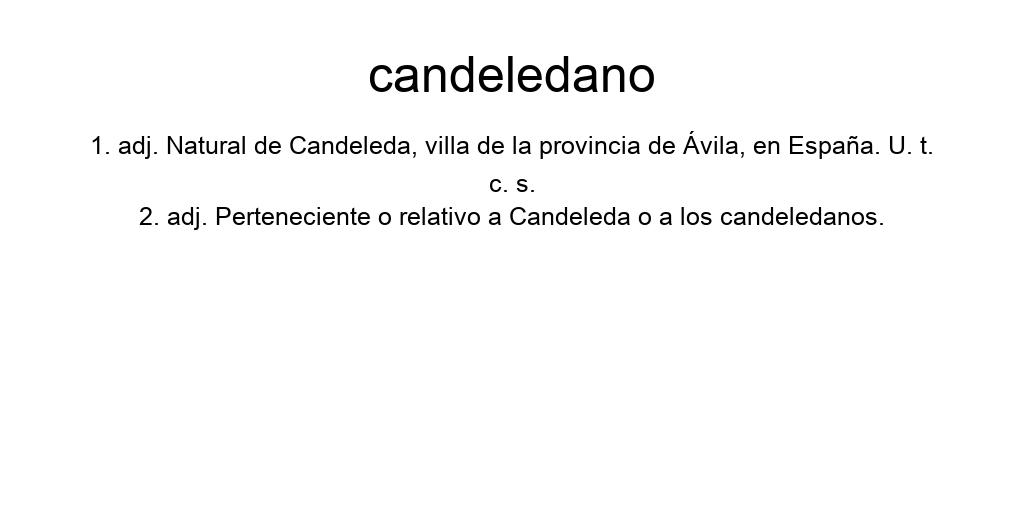 candeledano
1. adj. Natural de Candeleda, villa de la provincia de Ávila, en España. U. t.
c. s.
2. adj. Perteneciente o relativo a Candeleda o a los candeledanos.